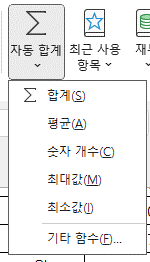 자동 합계
최근 사용
항목
합계(S)
평균(A)
숫자 개수(C)
최대값(M)
최소값(I)
기타 함수(F)...